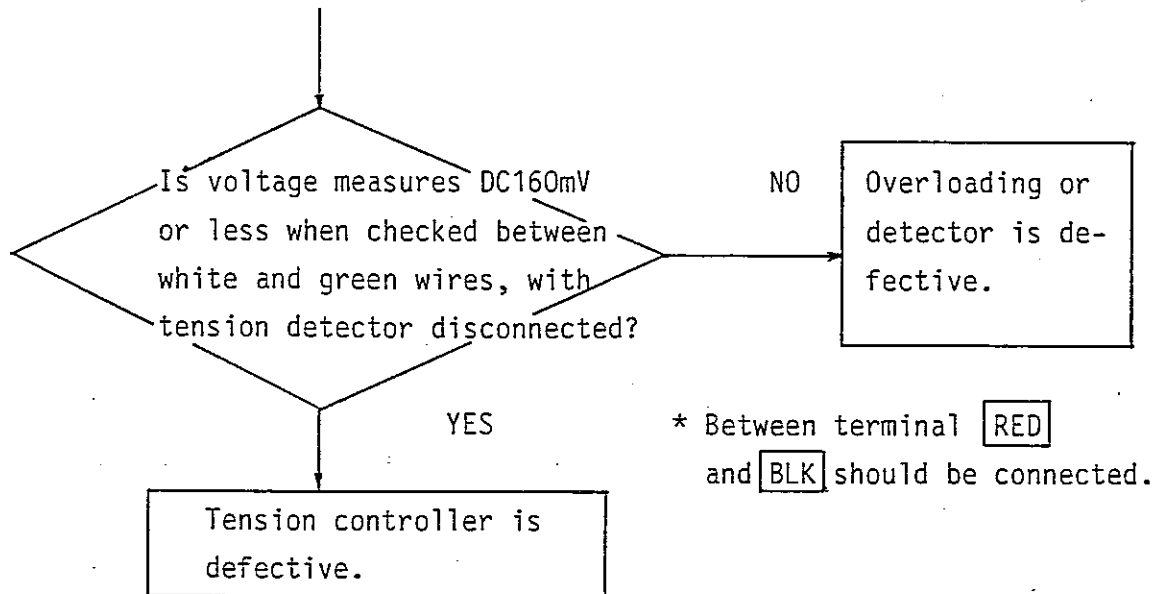 Is voltage measures DC160mV
or less when checked between
white and green wires, with
tension detector disconnected?
NO
Overloading or
detector is de-
fective.
YES
* Between terminal RED
and BLK should be connected.
Tension controller is
defective.